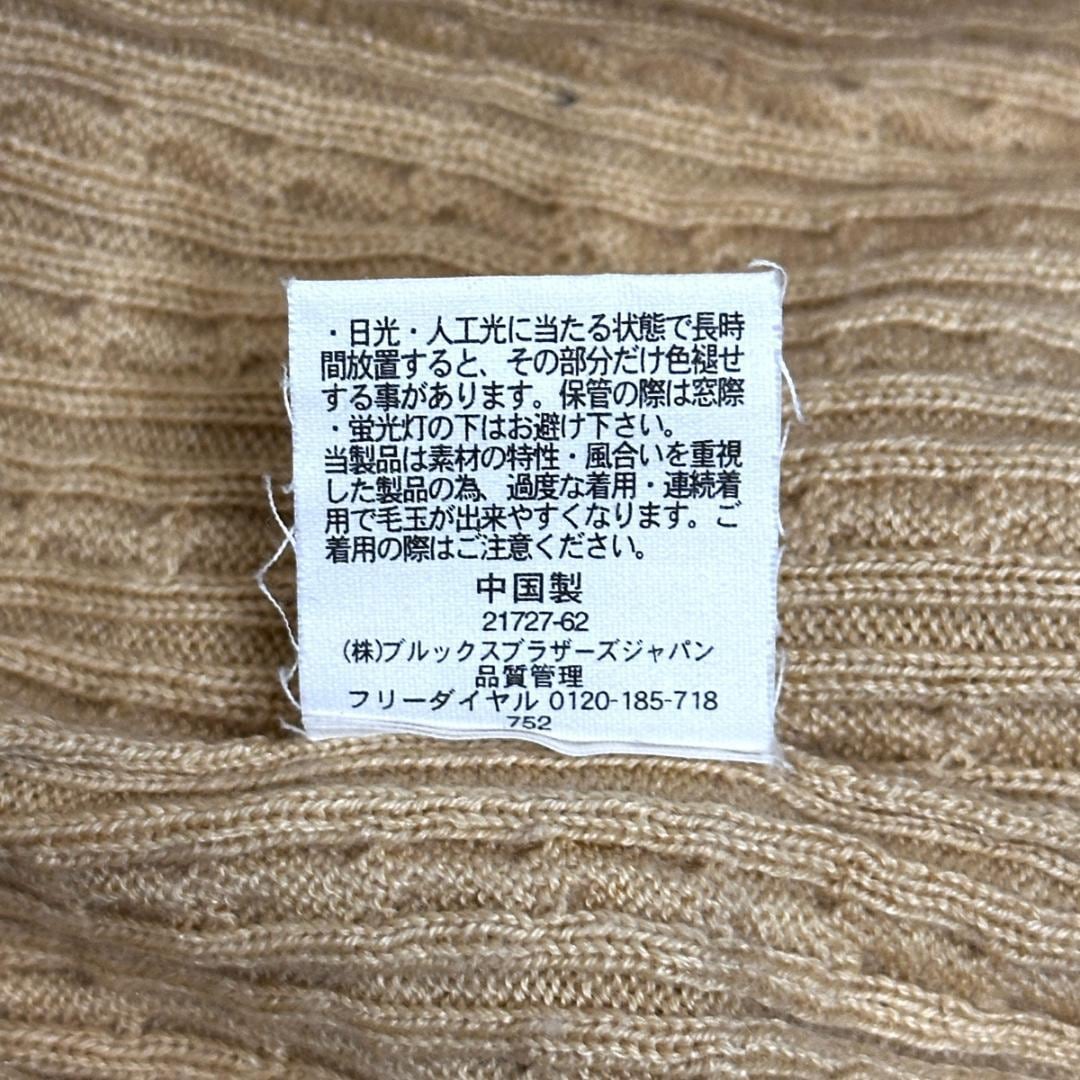 ・日光・人工光に当たる状態で長時
間放置すると、その部分だけ色褪せ
する事があります。保管の際は窓際
・蛍光灯の下はお避け下さい。
当製品は素材の特性・風合いを重視
した製品の為、過度な着用・連続着
用で毛玉が出来やすくなります。ご
着用の際はご注意ください。
中国製
21727-62
(株)ブルックスブラザーズジャパン
品質管理
フリーダイヤル 0120-185-718
752